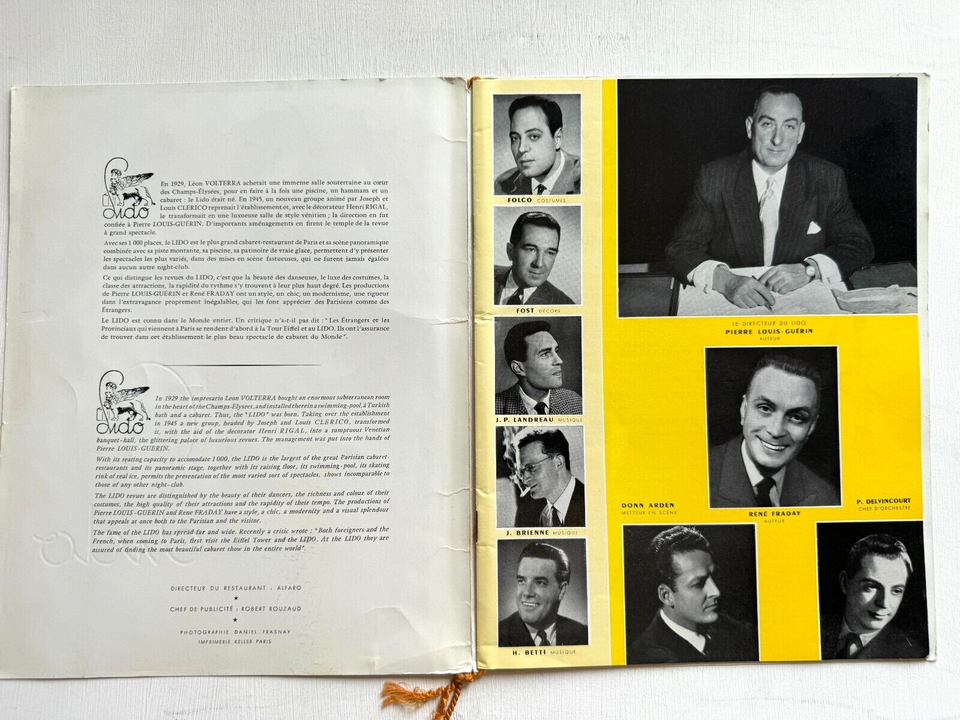 Lido
En 1929, Léon VOLTERRA achetait une immense salle souterraine au cœur
des Champs-Élysées, pour en faire à la fois une piscine, un hammam et un
cabaret : le Lido était né. En 1945, un nouveau groupe animé par Joseph et
Louis CLERICO reprenait l'établissement et, avec le décorateur Henri RIGAL,
le transformait en une luxueuse salle de style vénitien ; la direction en fut
confiée à Pierre LOUIS-GUÉRIN. D'importants aménagements en firent le temple de la revue
à grand spectacle.
Avec ses 1 000 places, le LIDO est le plus grand cabaret-restaurant de Paris et sa scène panoramique
combinée avec sa piste montante, sa piscine, sa patinoire de vraie glace, permettent d'y présenter
les spectacles les plus variés, dans des mises en scène fastueuses, qui ne furent jamais égalées
dans aucun autre night-club.
Ce qui distingue les revues du LIDO, c'est que la beauté des danseuses, le luxe des costumes, la
classe des attractions, la rapidité du rythme s'y trouvent à leur plus haut degré. Les productions
de Pierre LOUIS-GUÉRIN et René FRADAY ont un style, un chic, un modernisme, une rigueur
dans l'extravagance proprement inégalables, qui les font apprécier des Parisiens comme des
Étrangers.
Le LIDO est connu dans le Monde entier. Un critique n'a-t-il pas dit : "Les Étrangers et les
Provinciaux qui viennent à Paris se rendent d'abord à la Tour Eiffel et au LIDO. Ils ont l'assurance
de trouver dans cet établissement le plus beau spectacle de cabaret du Monde".
Lido
In 1929 the impresario Léon VOLTERRA bought an enormous subterranean room
in the heart of the Champs-Elysees, and installed therein a swimming-pool, a Turkish
bath and a cabaret. Thus, the "LIDO" was born. Taking over the establishment
in 1945 a new group, headed by Joseph and Louis CLERICO, transformed
it, with the aid of the decorator Henri RIGAL, into a sumptuous Venetian
banquet-hall, the glittering palace of luxurious revues. The management was put into the hands of
Pierre LOUIS-GUERIN.
With its seating capacity to accomodate 1 000, the LIDO is the largest of the great Parisian cabaret-
restaurants and its panoramic stage, together with its raising floor, its swimming-pool, its skating
rink of real ice, permits the presentation of the most varied sort of spectacles, shows incomparable to
those of any other night-club.
The LIDO revues are distinguished by the beauty of their dancers, the richness and colour of their
costumes, the high quality of their attractions and the rapidity of their tempo. The productions of
Pierre LOUIS-GUERIN and Rene FRADAY have a style, a chic, a modernity and a visual splendour
that appeals at once both to the Parisian and the visitor.
The fame of the LIDO has spread far and wide. Recently a critic wrote : "Both foreigners and the
French, when coming to Paris, first visit the Eiffel Tower and the LIDO. At the LIDO they are
assured of finding the most beautiful cabaret show in the entire world".
DIRECTEUR DU RESTAURANT : ALFARO
★
CHEF DE PUBLICITÉ : ROBERT ROUZAUD
★
PHOTOGRAPHIE DANIEL FRASNAY
IMPRIMERIE KELLER PARIS
FOLCO COSTUMES
FOST DÉCORS
J.P. LANDREAU MUSIQUE
J. BRIENNE MUSIQUE
H. BETTI MUSIQUE
LE DIRECTEUR DU LIDO
PIERRE LOUIS-GUÉRIN
AUTEUR
RENÉ FRADAY
AUTEUR
DONN ARDEN
METTEUR EN SCÈNE
P. DELVINCOURT
CHEF D'ORCHESTRE